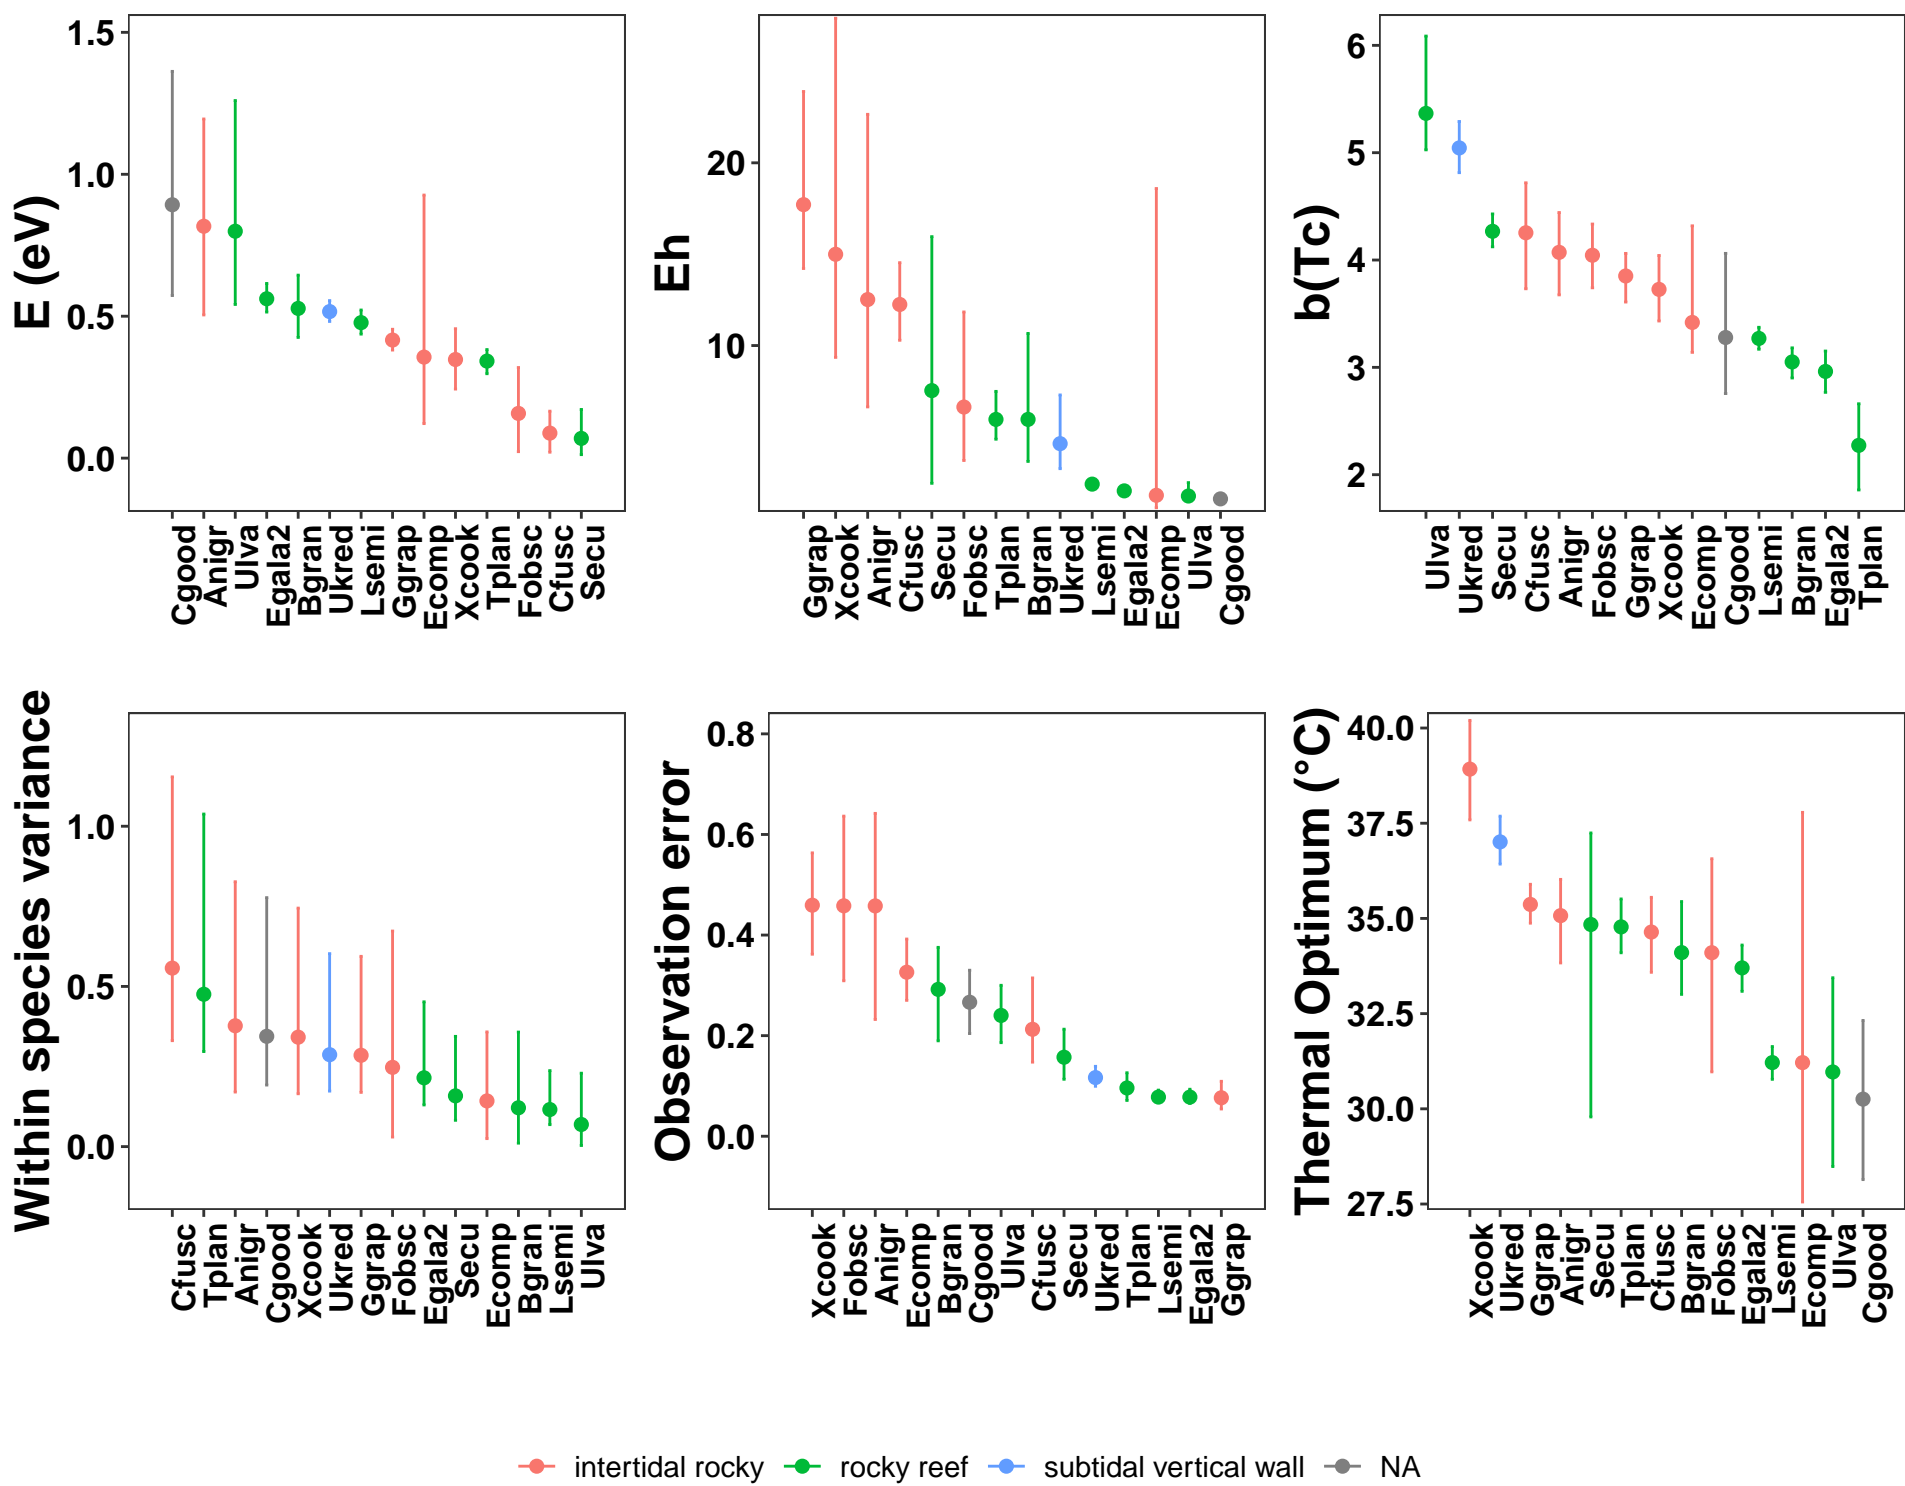 E (eV)
1.5
1.0
0.5
0.0
Cgood
Anigr
Ulva
Egala2
Bgran
Ukred
Lsemi
Ggrap
Ecomp
Xcook
Tplan
Fobsc
Cfusc
Secu
Eh
20
10
Ggrap
Xcook
Anigr
Cfusc
Secu
Fobsc
Tplan
Bgran
Ukred
Lsemi
Egala2
Ecomp
Ulva
Cgood
b(Tc)
6
5
4
3
2
Ulva
Ukred
Secu
Cfusc
Anigr
Fobsc
Ggrap
Xcook
Ecomp
Cgood
Lsemi
Bgran
Egala2
Tplan
Within species variance
1.0
0.5
0.0
Cfusc
Tplan
Anigr
Cgood
Xcook
Ukred
Ggrap
Fobsc
Egala2
Secu
Ecomp
Bgran
Lsemi
Ulva
Observation error
0.8
0.6
0.4
0.2
0.0
Xcook
Fobsc
Anigr
Ecomp
Bgran
Cgood
Ulva
Cfusc
Secu
Ukred
Tplan
Lsemi
Egala2
Ggrap
Thermal Optimum (°C)
40.0
37.5
35.0
32.5
30.0
27.5
Xcook
Ukred
Ggrap
Anigr
Secu
Tplan
Cfusc
Bgran
Fobsc
Egala2
Lsemi
Ecomp
Ulva
Cgood
intertidal rocky
rocky reef
subtidal vertical wall
NA